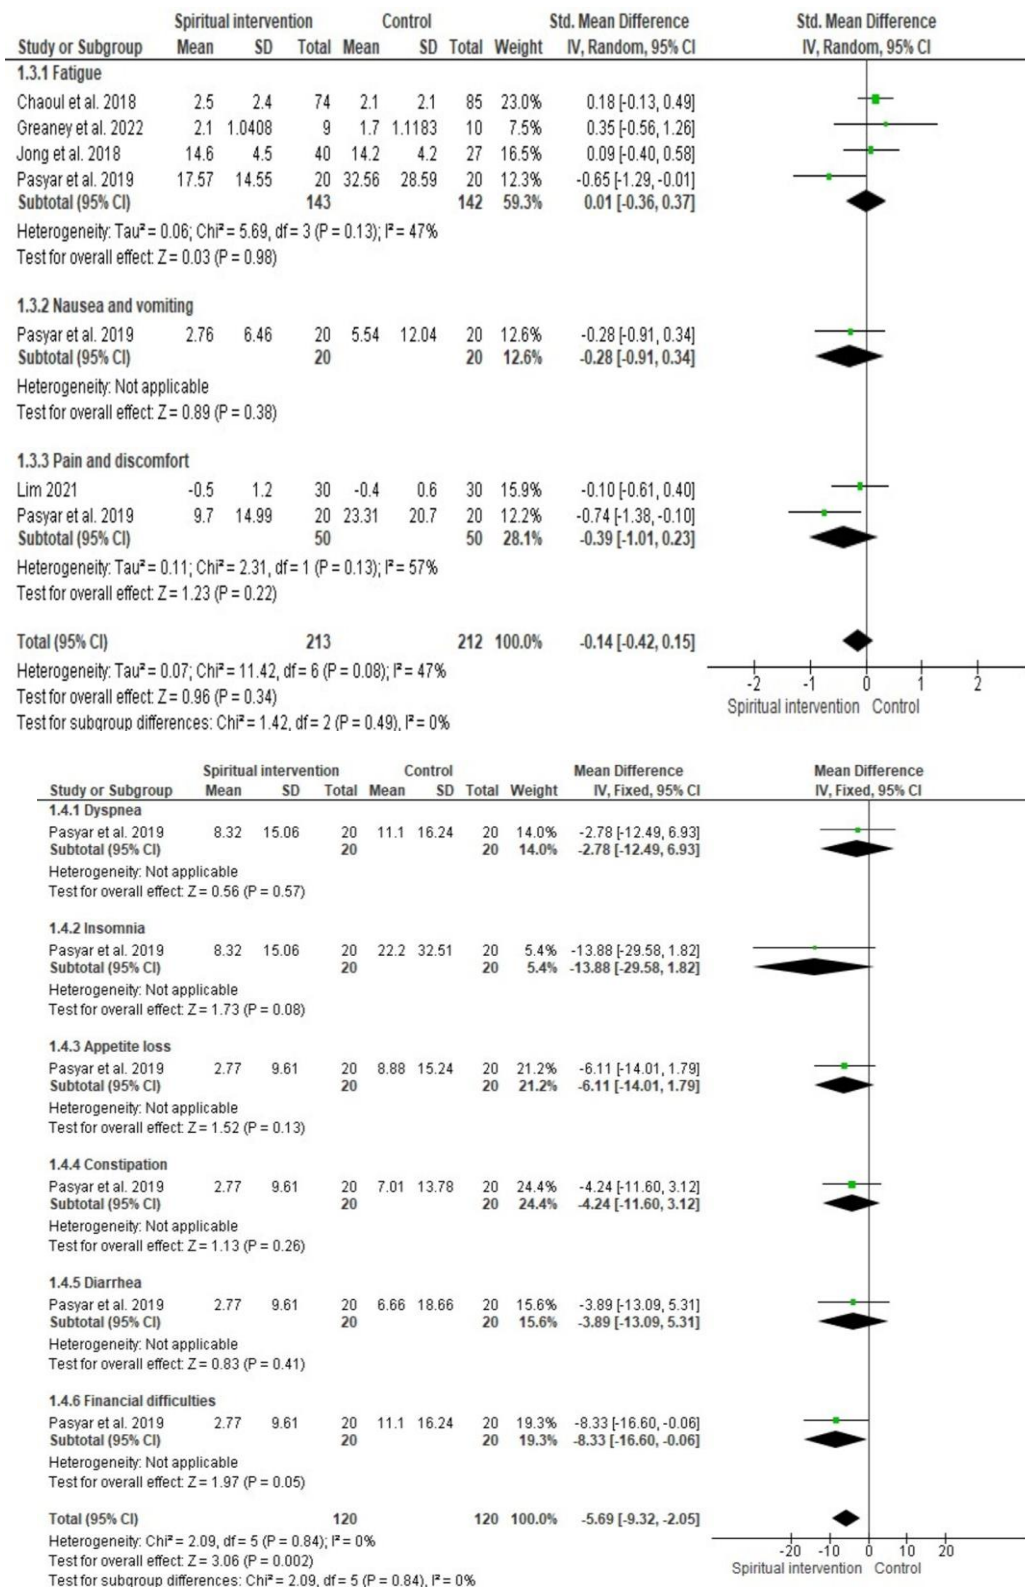 Spiritual intervention Control Std. Mean Difference Std. Mean Difference
Study or Subgroup Mean SD Total Mean SD Total Weight IV, Random, 95% CI IV, Random, 95% CI
1.3.1 Fatigue
Chaoul et al. 2018 2.5 2.4 74 2.1 2.1 85 23.0% 0.18 [-0.13, 0.49]
Greaney et al. 2022 2.1 1.0408 9 1.7 1.1183 10 7.5% 0.35 [-0.56, 1.26]
Jong et al. 2018 14.6 4.5 40 14.2 4.2 27 16.5% 0.09 [-0.40, 0.58]
Pasyar et al. 2019 17.57 14.55 20 32.56 28.59 20 12.3% -0.65 [-1.29, -0.01]
Subtotal (95% CI) 143 142 59.3% 0.01 [-0.36, 0.37]
Heterogeneity: Tau² = 0.06; Chi² = 5.69, df = 3 (P = 0.13); I² = 47%
Test for overall effect: Z = 0.03 (P = 0.98)
1.3.2 Nausea and vomiting
Pasyar et al. 2019 2.76 6.46 20 5.54 12.04 20 12.6% -0.28 [-0.91, 0.34]
Subtotal (95% CI) 20 20 12.6% -0.28 [-0.91, 0.34]
Heterogeneity: Not applicable
Test for overall effect: Z = 0.89 (P = 0.38)
1.3.3 Pain and discomfort
Lim 2021 -0.5 1.2 30 -0.4 0.6 30 15.9% -0.10 [-0.61, 0.40]
Pasyar et al. 2019 9.7 14.99 20 23.31 20.7 20 12.2% -0.74 [-1.38, -0.10]
Subtotal (95% CI) 50 50 28.1% -0.39 [-1.01, 0.23]
Heterogeneity: Tau² = 0.11; Chi² = 2.31, df = 1 (P = 0.13); I² = 57%
Test for overall effect: Z = 1.23 (P = 0.22)
Total (95% CI) 213 212 100.0% -0.14 [-0.42, 0.15]
Heterogeneity: Tau² = 0.07; Chi² = 11.42, df = 6 (P = 0.08); I² = 47%
Test for overall effect: Z = 0.96 (P = 0.34)
Test for subgroup differences: Chi² = 1.42, df = 2 (P = 0.49), I² = 0%
-2 -1 0 1 2
Spiritual intervention Control
Spiritual intervention Control Mean Difference Mean Difference
Study or Subgroup Mean SD Total Mean SD Total Weight IV, Fixed, 95% CI IV, Fixed, 95% CI
1.4.1 Dyspnea
Pasyar et al. 2019 8.32 15.06 20 11.1 16.24 20 14.0% -2.78 [-12.49, 6.93]
Subtotal (95% CI) 20 20 14.0% -2.78 [-12.49, 6.93]
Heterogeneity: Not applicable
Test for overall effect: Z = 0.56 (P = 0.57)
1.4.2 Insomnia
Pasyar et al. 2019 8.32 15.06 20 22.2 32.51 20 5.4% -13.88 [-29.58, 1.82]
Subtotal (95% CI) 20 20 5.4% -13.88 [-29.58, 1.82]
Heterogeneity: Not applicable
Test for overall effect: Z = 1.73 (P = 0.08)
1.4.3 Appetite loss
Pasyar et al. 2019 2.77 9.61 20 8.88 15.24 20 21.2% -6.11 [-14.01, 1.79]
Subtotal (95% CI) 20 20 21.2% -6.11 [-14.01, 1.79]
Heterogeneity: Not applicable
Test for overall effect: Z = 1.52 (P = 0.13)
1.4.4 Constipation
Pasyar et al. 2019 2.77 9.61 20 7.01 13.78 20 24.4% -4.24 [-11.60, 3.12]
Subtotal (95% CI) 20 20 24.4% -4.24 [-11.60, 3.12]
Heterogeneity: Not applicable
Test for overall effect: Z = 1.13 (P = 0.26)
1.4.5 Diarrhea
Pasyar et al. 2019 2.77 9.61 20 6.66 18.66 20 15.6% -3.89 [-13.09, 5.31]
Subtotal (95% CI) 20 20 15.6% -3.89 [-13.09, 5.31]
Heterogeneity: Not applicable
Test for overall effect: Z = 0.83 (P = 0.41)
1.4.6 Financial difficulties
Pasyar et al. 2019 2.77 9.61 20 11.1 16.24 20 19.3% -8.33 [-16.60, -0.06]
Subtotal (95% CI) 20 20 19.3% -8.33 [-16.60, -0.06]
Heterogeneity: Not applicable
Test for overall effect: Z = 1.97 (P = 0.05)
Total (95% CI) 120 120 100.0% -5.69 [-9.32, -2.05]
Heterogeneity: Chi² = 2.09, df = 5 (P = 0.84); I² = 0%
Test for overall effect: Z = 3.06 (P = 0.002)
Test for subgroup differences: Chi² = 2.09, df = 5 (P = 0.84), I² = 0%
-20 -10 0 10 20
Spiritual intervention Control